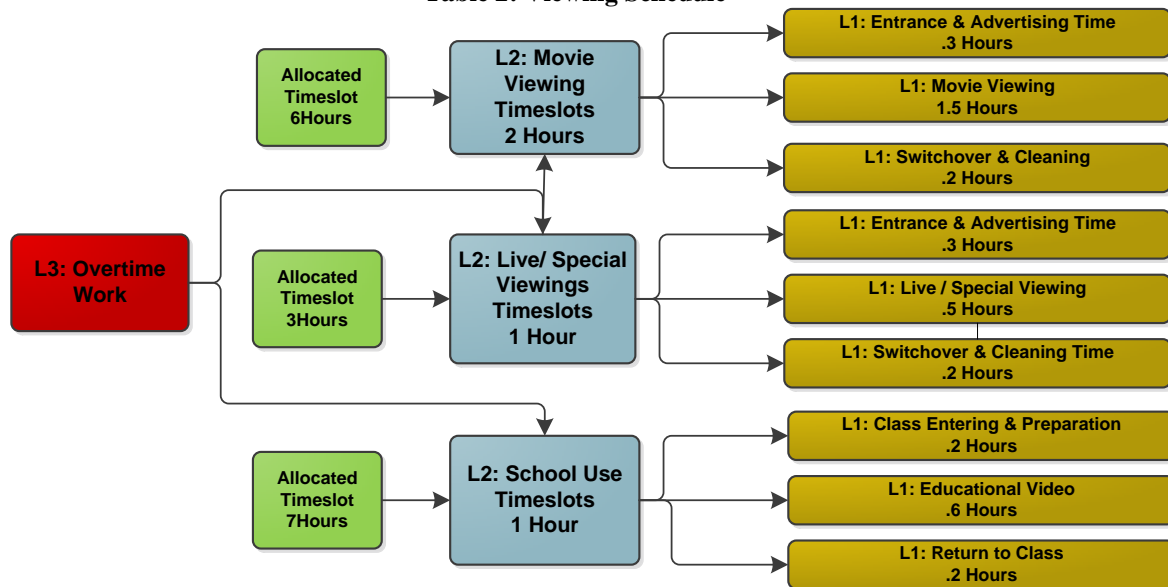 Table 2: Viewing Schedule
L1: Entrance & Advertising Time
.3 Hours
Allocated
Timeslot
6Hours
L2: Movie
Viewing
Timeslots
2 Hours
L1: Movie Viewing
1.5 Hours
L1: Switchover & Cleaning
.2 Hours
L3: Overtime
Work
Allocated
Timeslot
3Hours
L2: Live/ Special
Viewings
Timeslots
1 Hour
L1: Entrance & Advertising Time
.3 Hours
L1: Live / Special Viewing
.5 Hours
L1: Switchover & Cleaning Time
.2 Hours
Allocated
Timeslot
7Hours
L2: School Use
Timeslots
1 Hour
L1: Class Entering & Preparation
.2 Hours
L1: Educational Video
.6 Hours
L1: Return to Class
.2 Hours